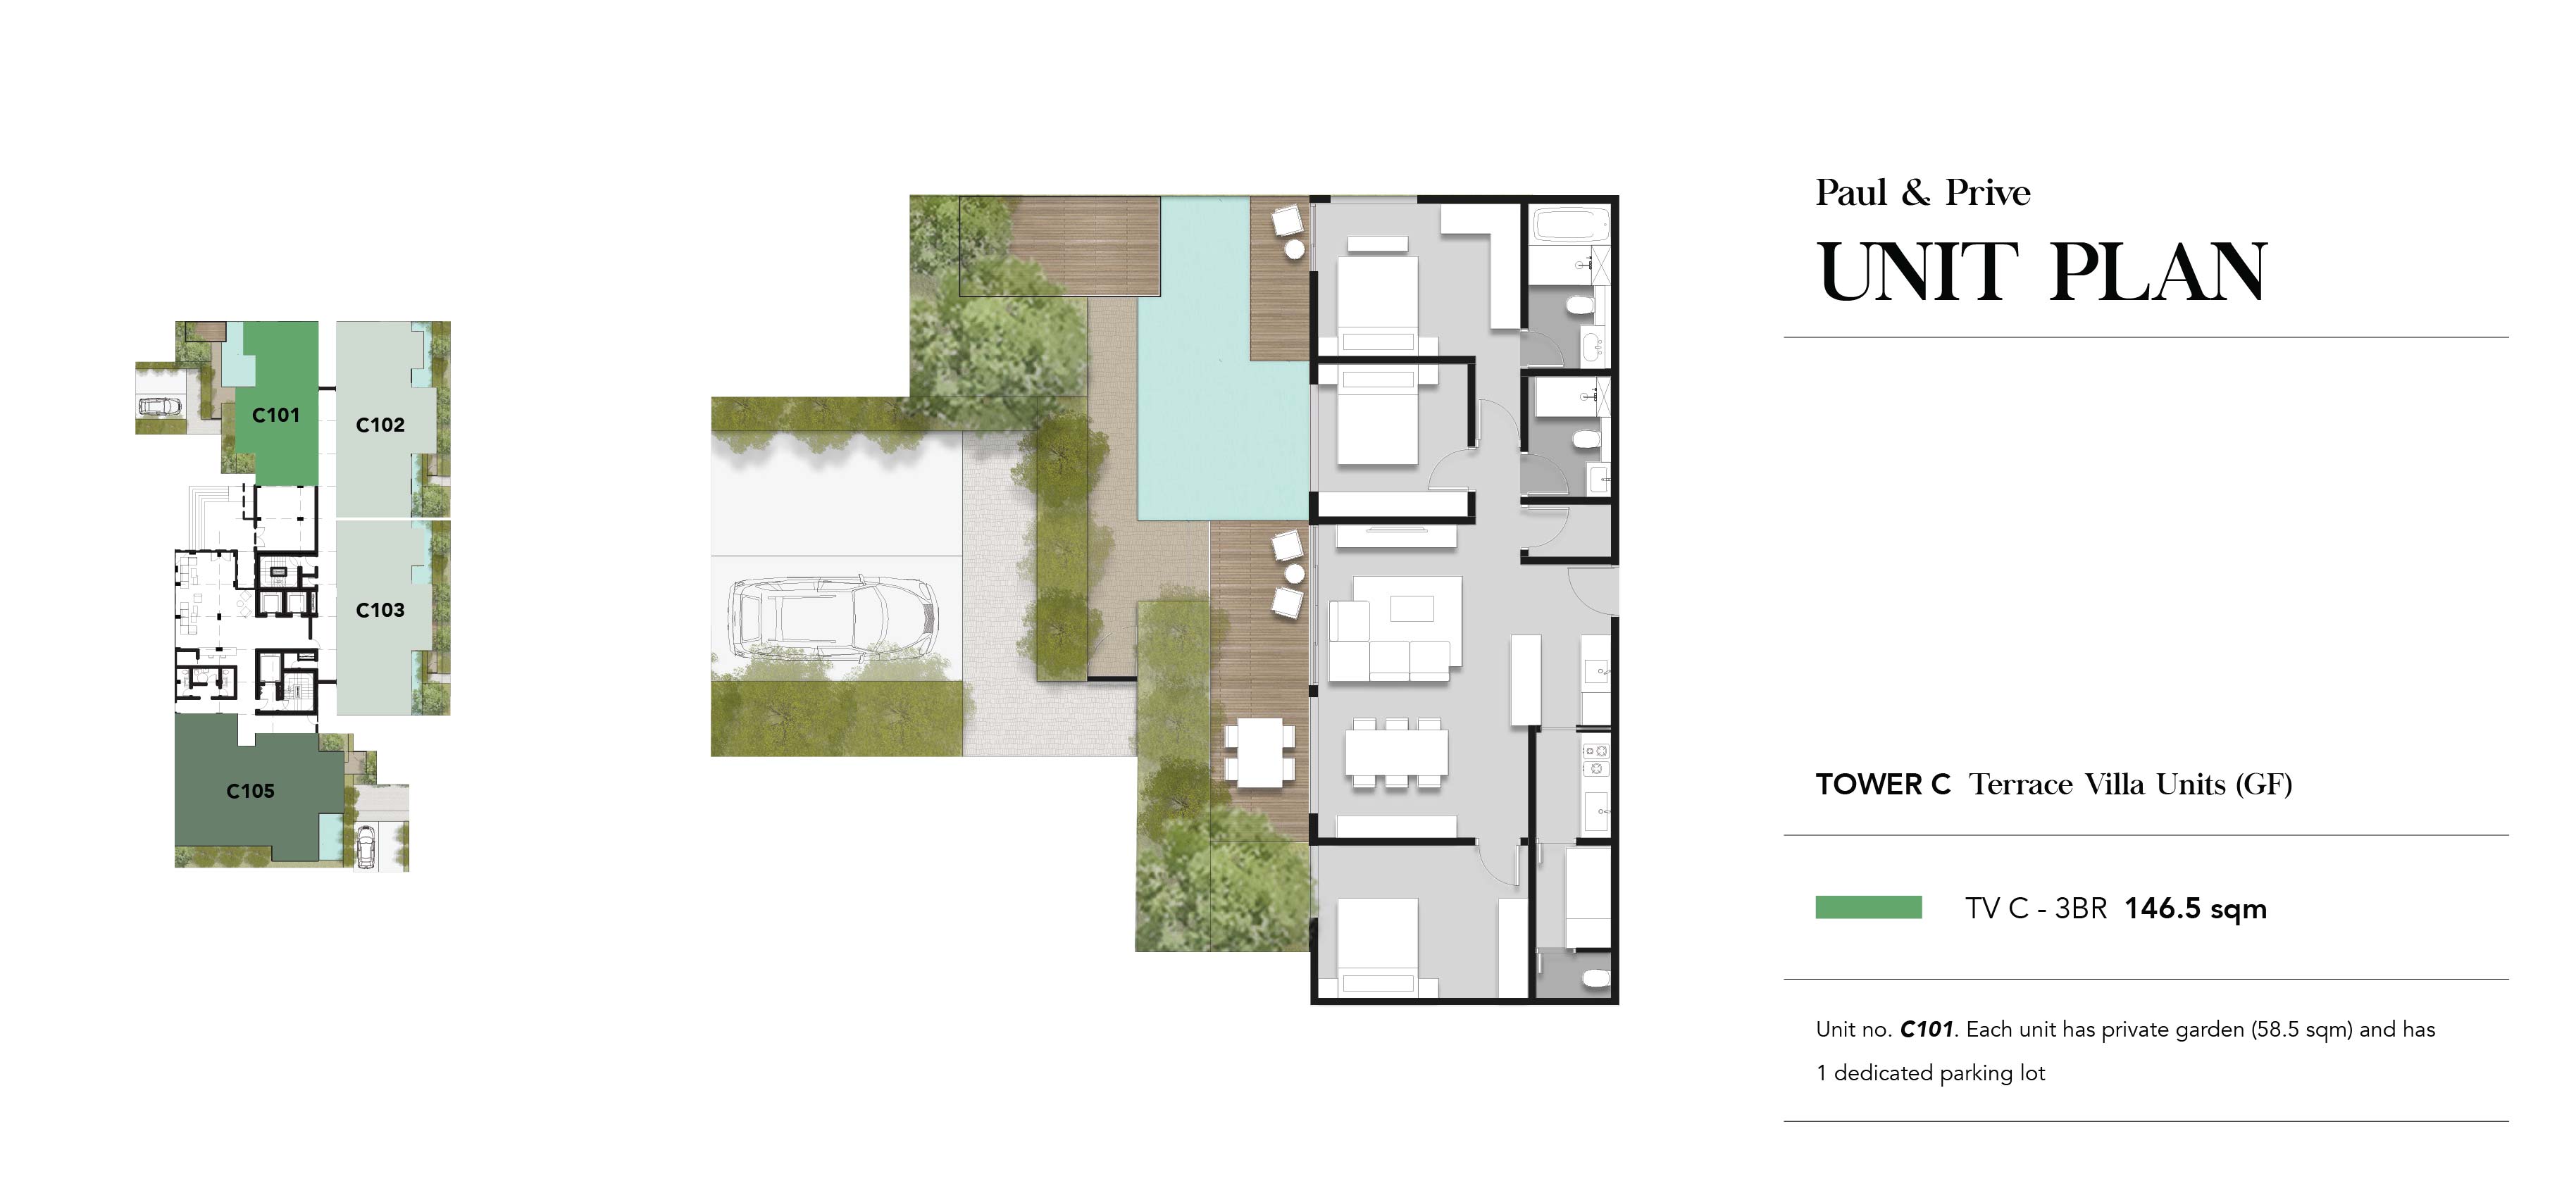 Paul & Prive
UNIT PLAN
C101
C102
C103
C105
TOWER C Terrace Villa Units (GF)
TV C - 3BR 146.5 sqm
Unit no. C101. Each unit has private garden (58.5 sqm) and has
1 dedicated parking lot